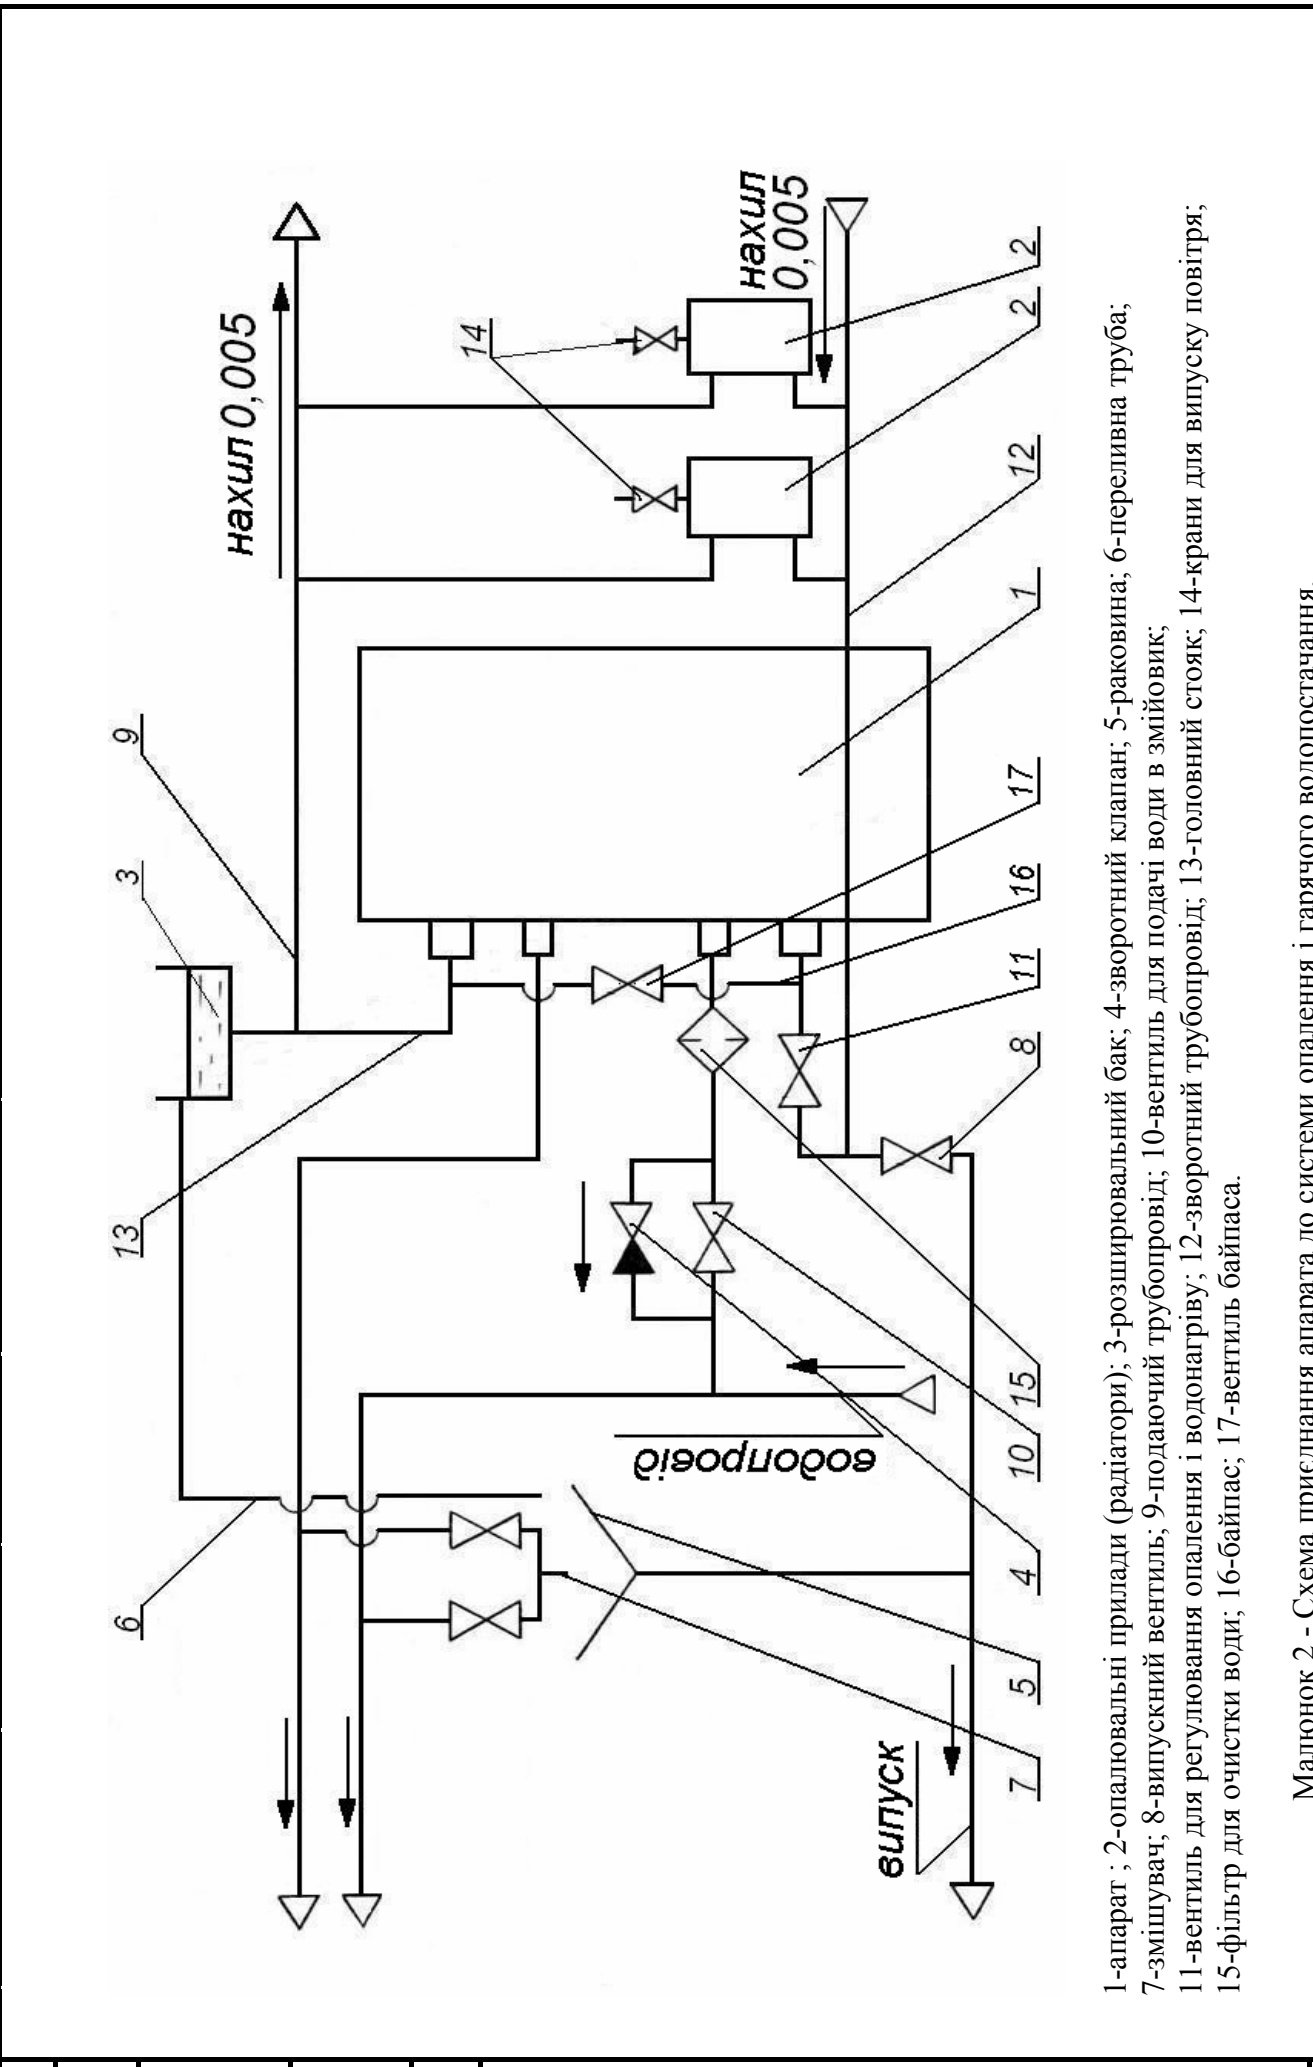 нахил 0,005
нахил
0,005
9
3
13
6
14
2
2
12
1
17
16
11
8
15
10
4
5
7
водопровід
випуск
1-апарат ; 2-опалювальні прилади (радіатори); 3-розширювальний бак; 4-зворотний клапан; 5-раковина; 6-переливна труба;
7-змішувач; 8-випускний вентиль; 9-подаючий трубопровід; 10-вентиль для подачі води в змійовик;
11-вентиль для регулювання опалення і водонагріву; 12-зворотний трубопровід; 13-головний стояк; 14-крани для випуску повітря;
15-фільтр для очистки води; 16-байпас; 17-вентиль байпаса.
Малюнок 2 - Схема приєднання апарата до системи опалення і гарячого водопостачання.